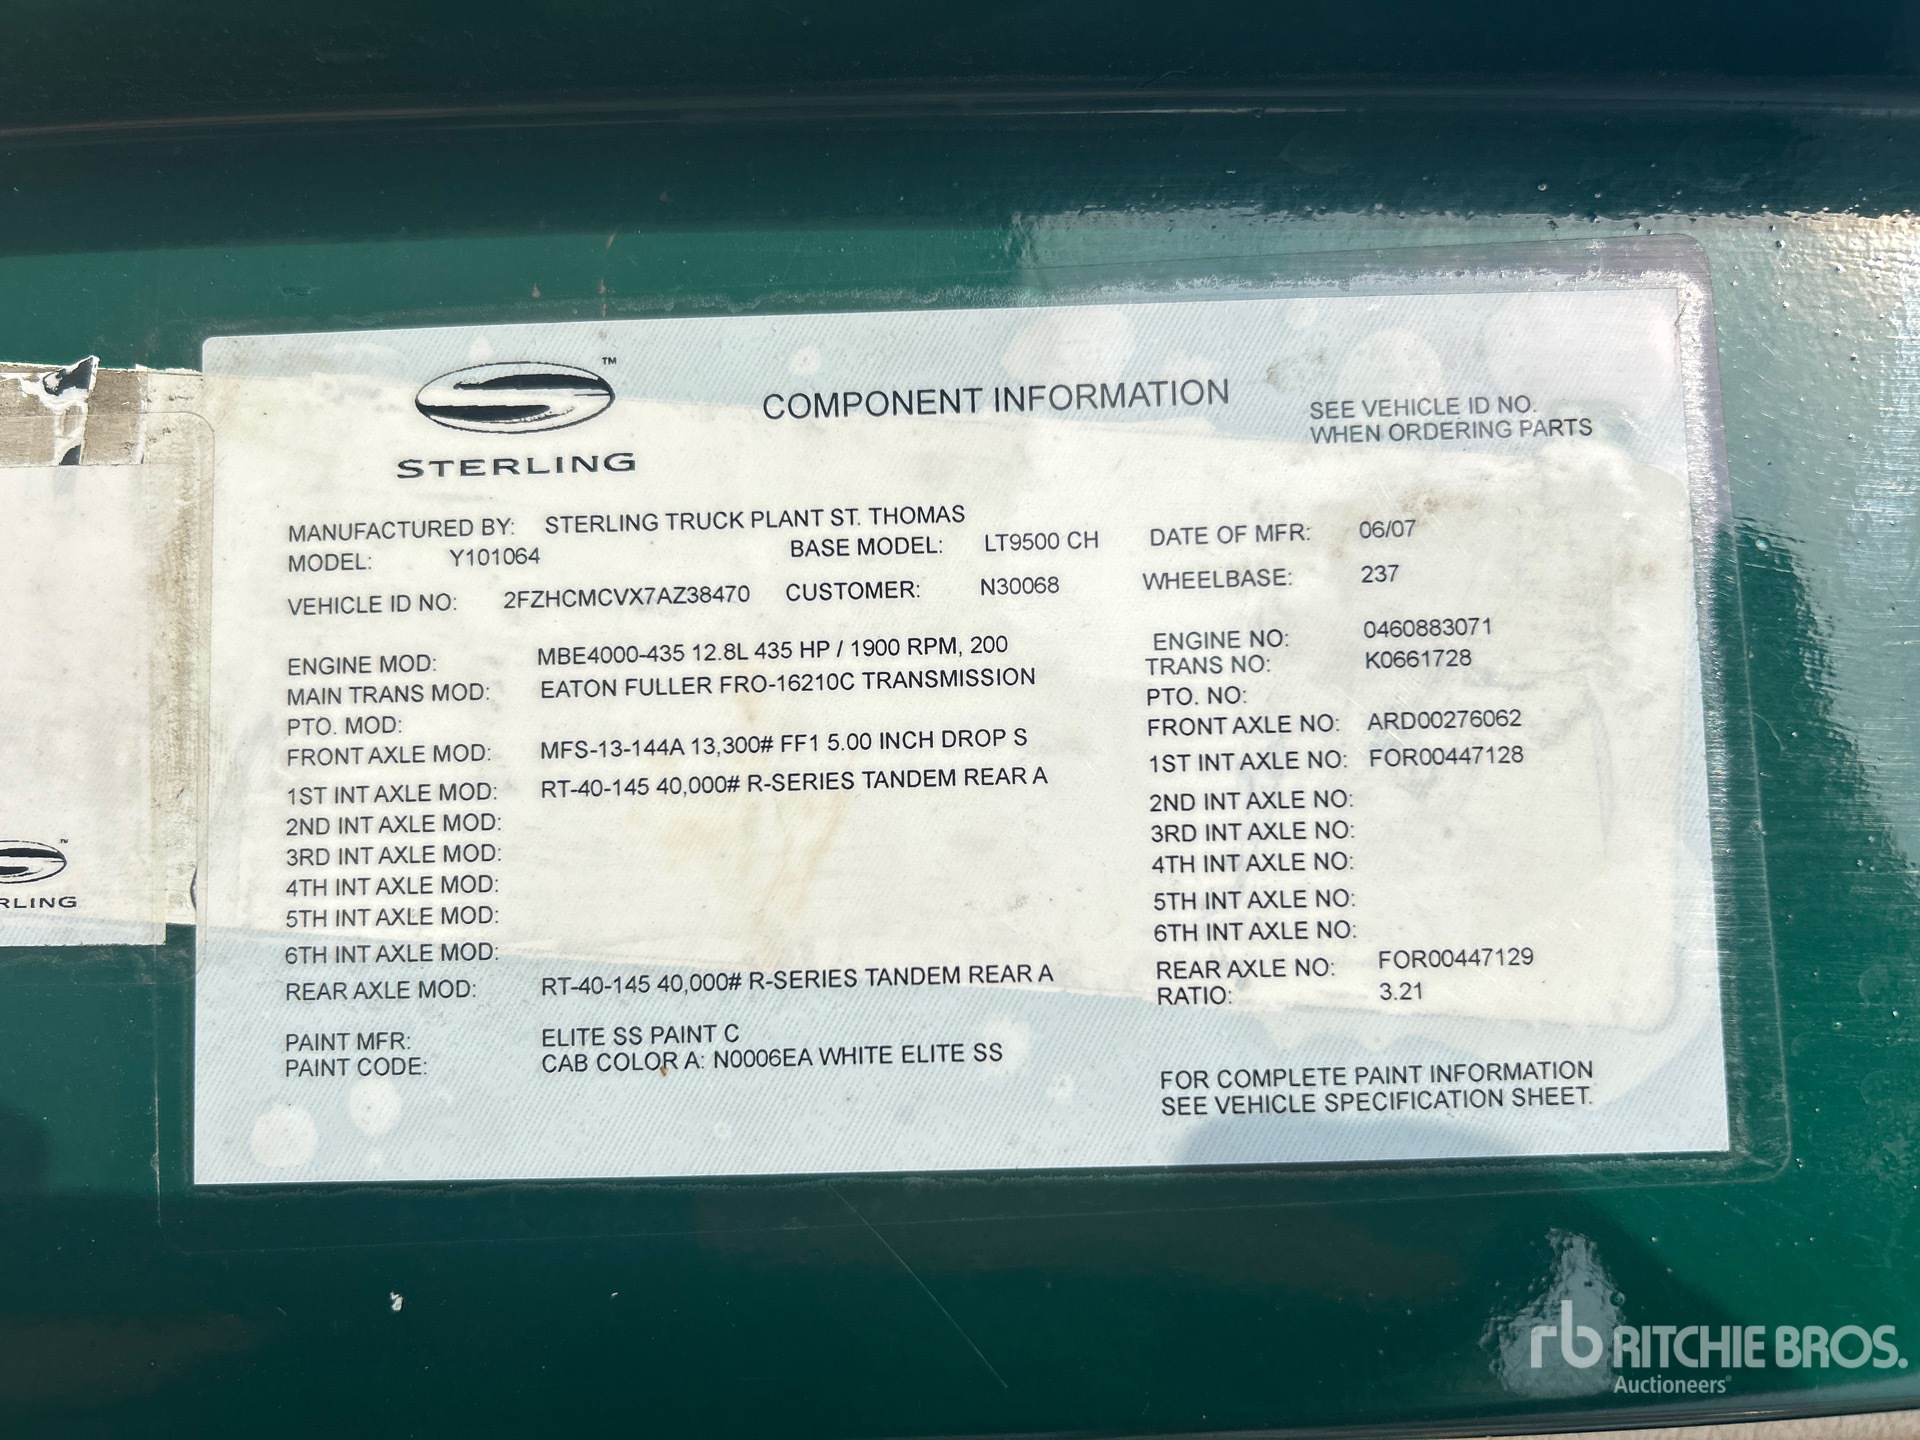 ™
STERLING
COMPONENT INFORMATION
SEE VEHICLE ID NO.
WHEN ORDERING PARTS
MANUFACTURED BY: STERLING TRUCK PLANT ST. THOMAS
MODEL: Y101064 BASE MODEL: LT9500 CH DATE OF MFR: 06/07
VEHICLE ID NO: 2FZHCMCVX7AZ38470 CUSTOMER: N30068 WHEELBASE: 237
ENGINE MOD: MBE4000-435 12.8L 435 HP / 1900 RPM, 200 ENGINE NO: 0460883071
MAIN TRANS MOD: EATON FULLER FRO-16210C TRANSMISSION TRANS NO: K0661728
PTO. MOD: PTO. NO:
FRONT AXLE MOD: MFS-13-144A 13,300# FF1 5.00 INCH DROP S FRONT AXLE NO: ARD00276062
1ST INT AXLE MOD: RT-40-145 40,000# R-SERIES TANDEM REAR A 1ST INT AXLE NO: FOR00447128
2ND INT AXLE MOD: 2ND INT AXLE NO:
3RD INT AXLE MOD: 3RD INT AXLE NO:
4TH INT AXLE MOD: 4TH INT AXLE NO:
5TH INT AXLE MOD: 5TH INT AXLE NO:
6TH INT AXLE MOD: 6TH INT AXLE NO:
REAR AXLE MOD: RT-40-145 40,000# R-SERIES TANDEM REAR A REAR AXLE NO: FOR00447129
RATIO: 3.21
PAINT MFR: ELITE SS PAINT C
PAINT CODE: CAB COLOR A: N0006EA WHITE ELITE SS
FOR COMPLETE PAINT INFORMATION
SEE VEHICLE SPECIFICATION SHEET.
™
RLING
rb RITCHIE BROS.
Auctioneers®